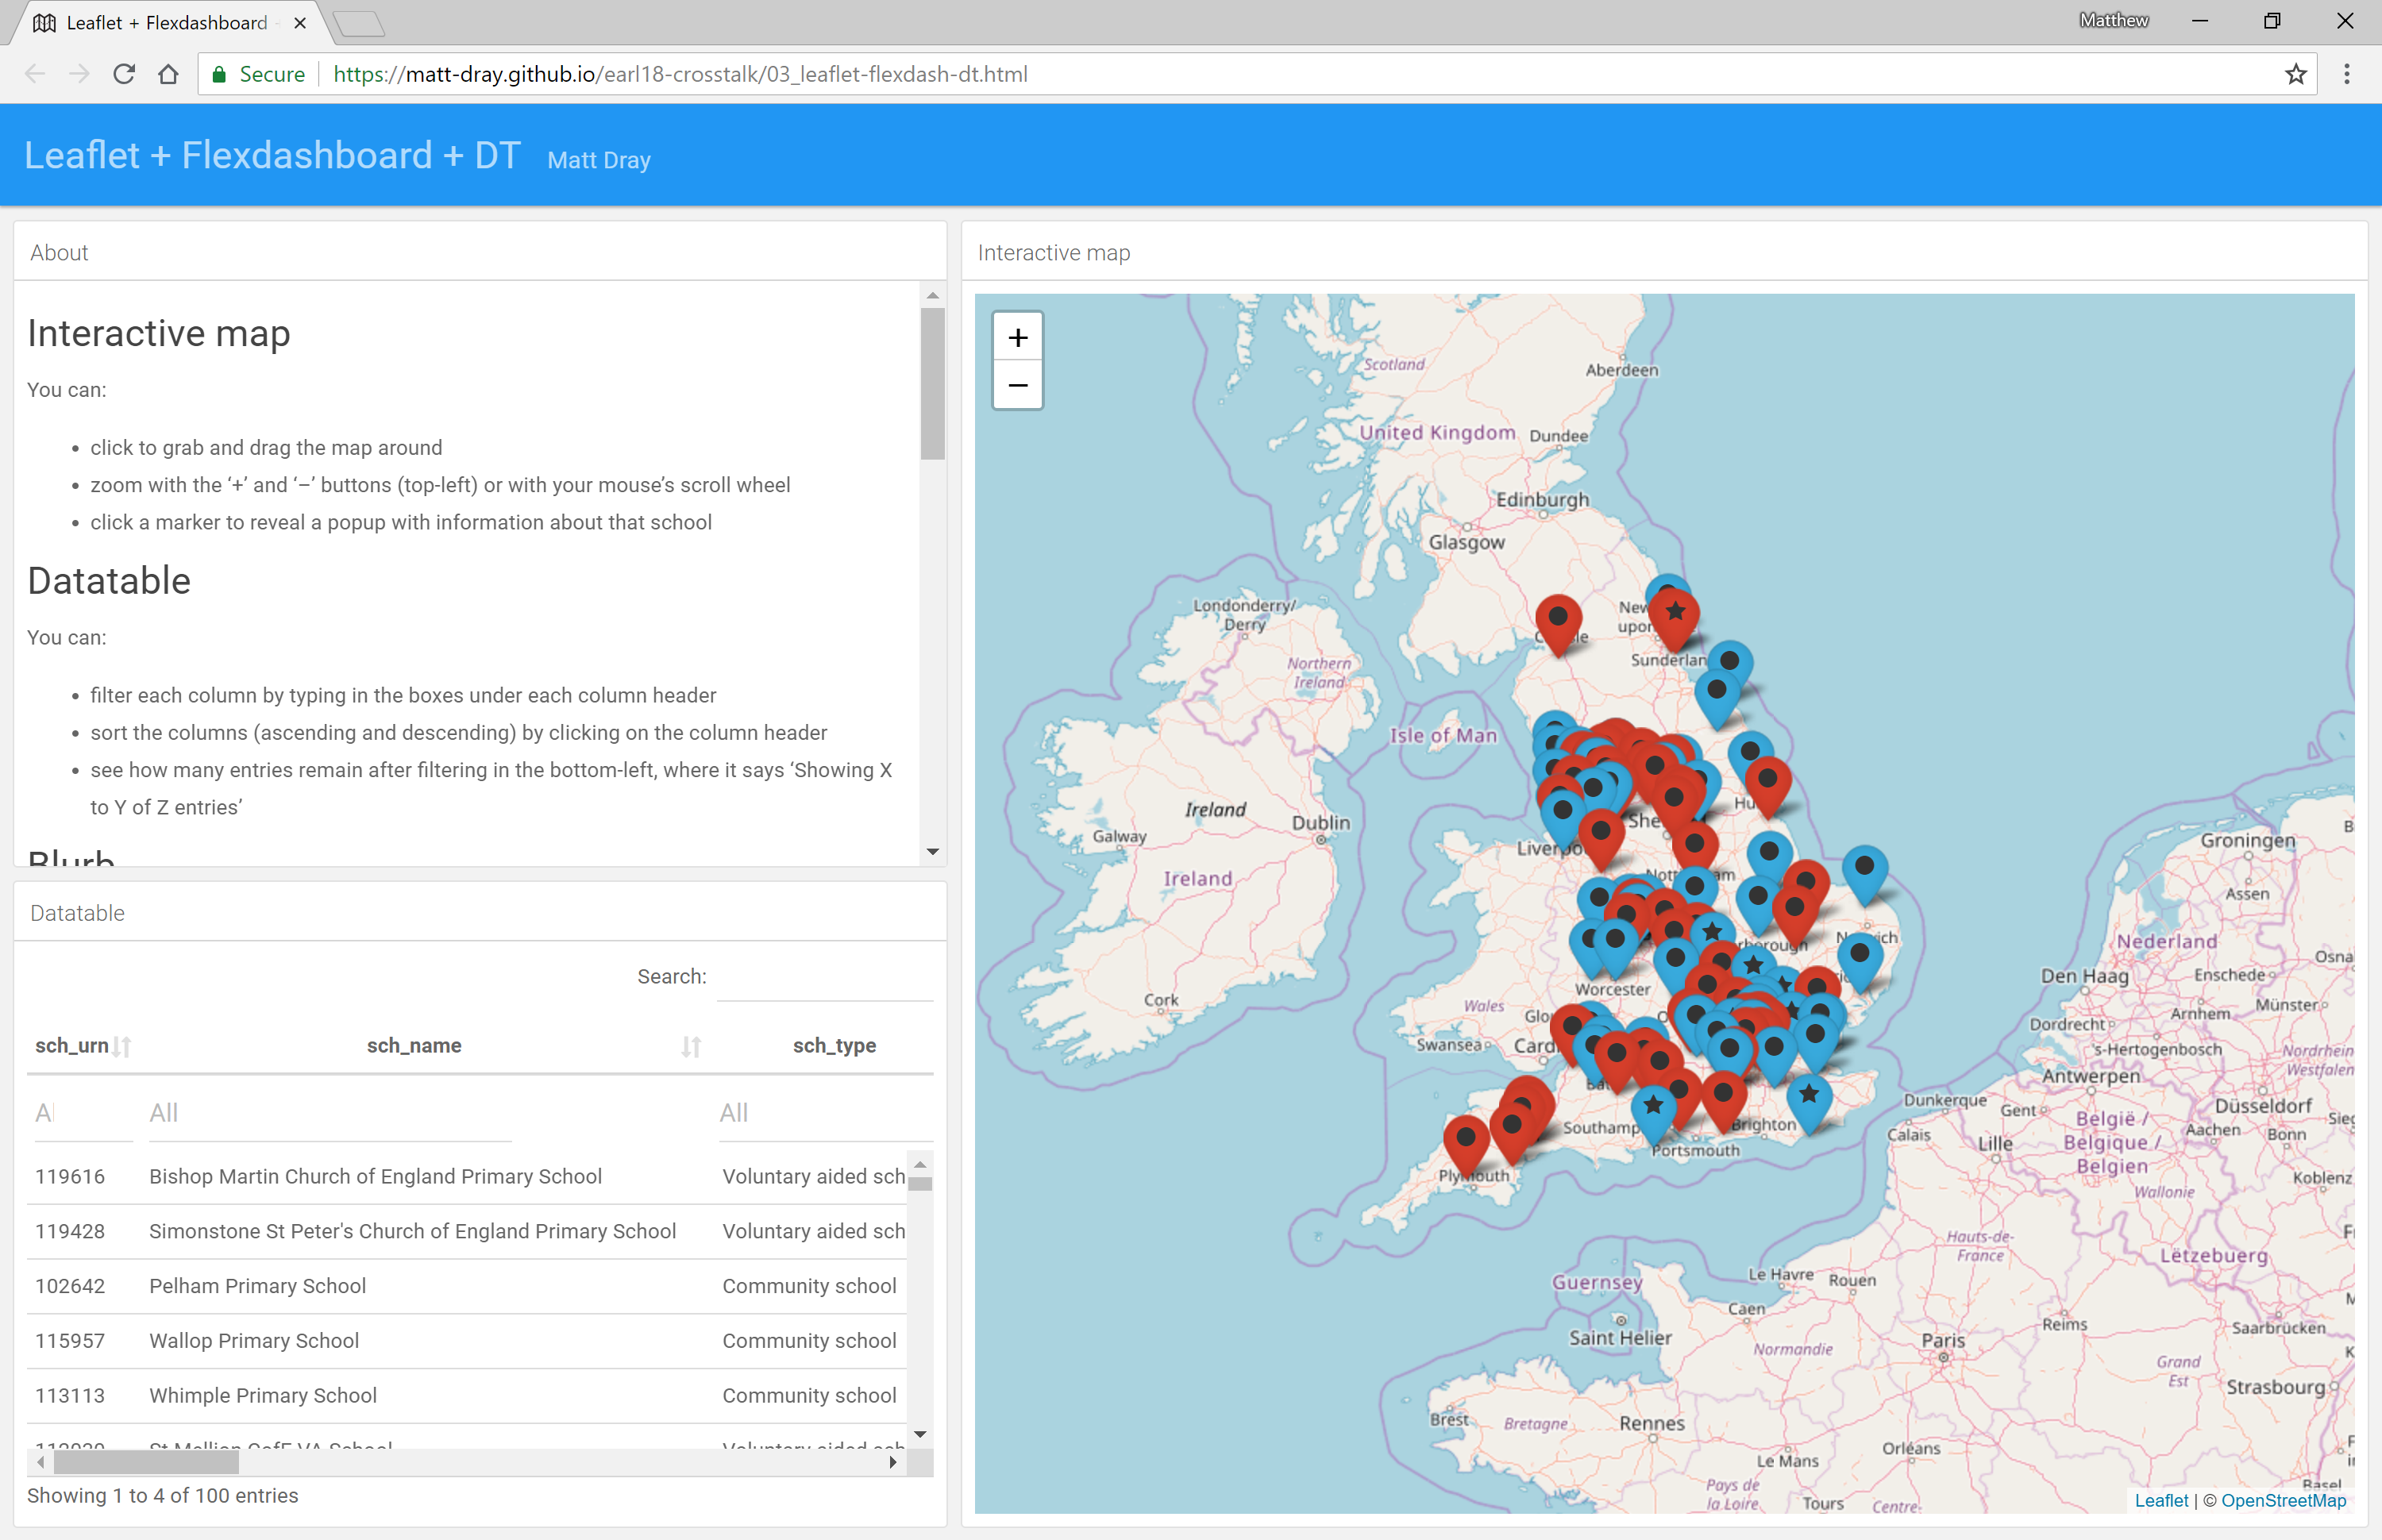 Leaflet + Flexdashboard
Matthew
Secure
https://matt-dray.github.io/earl18-crosstalk/03_leaflet-flexdash-dt.html
Leaflet + Flexdashboard + DT Matt Dray
About
Interactive map
You can:
• click to grab and drag the map around
• zoom with the ‘+’ and ‘–’ buttons (top-left) or with your mouse’s scroll wheel
• click a marker to reveal a popup with information about that school
Datatable
You can:
• filter each column by typing in the boxes under each column header
• sort the columns (ascending and descending) by clicking on the column header
• see how many entries remain after filtering in the bottom-left, where it says ‘Showing X
to Y of Z entries’
Blurb
Datatable
Search:
sch_urn sch_name sch_type
Al All All
119616 Bishop Martin Church of England Primary School Voluntary aided sch
119428 Simonstone St Peter's Church of England Primary School Voluntary aided sch
102642 Pelham Primary School Community school
115957 Wallop Primary School Community school
113113 Whimple Primary School Community school
St Mellion CofE VA School Voluntary aided sch
Showing 1 to 4 of 100 entries
Interactive map
+
−
Scotland
Aberdeen
United Kingdom
Dundee
Edinburgh
Glasgow
Londonderry/
Derry
New
upon
Northern
Ireland
Sunderlan
Isle of Man
Ireland
Dublin
Galway
Hu
She
Liverpo
Nott am
Ireland
Cork
rborough
N ich
Worcester
Wales
Glo
Swansea
Card
Ba
Southamp
Brighton
Portsmouth
Plymouth
Groningen
Assen
Nederland
Den Haag
Enschede
Osna
Münster
Arnhem
Dordrecht
's-Hertogenbosch
Nordrhein
Westfalen
Antwerpen
Dunkerque
Gent
België /
Belgique /
Belgien
Düsseldorf
Sieg
Aachen
Bonn
Calais
Lille
Koblenz
Wallonie
Hauts-de-
France
Lëtzebuerg
Guernsey
Le Havre
Rouen
Caen
Saint Helier
Reims
Saarbrücken
Paris
Normandie
Grand
Est
Strasbourg
Brest
Bretagne
Rennes
Orléans
Le Mans
Pays de
la Loire
Tours
Centre-
Basel
Leaflet | © OpenStreetMap